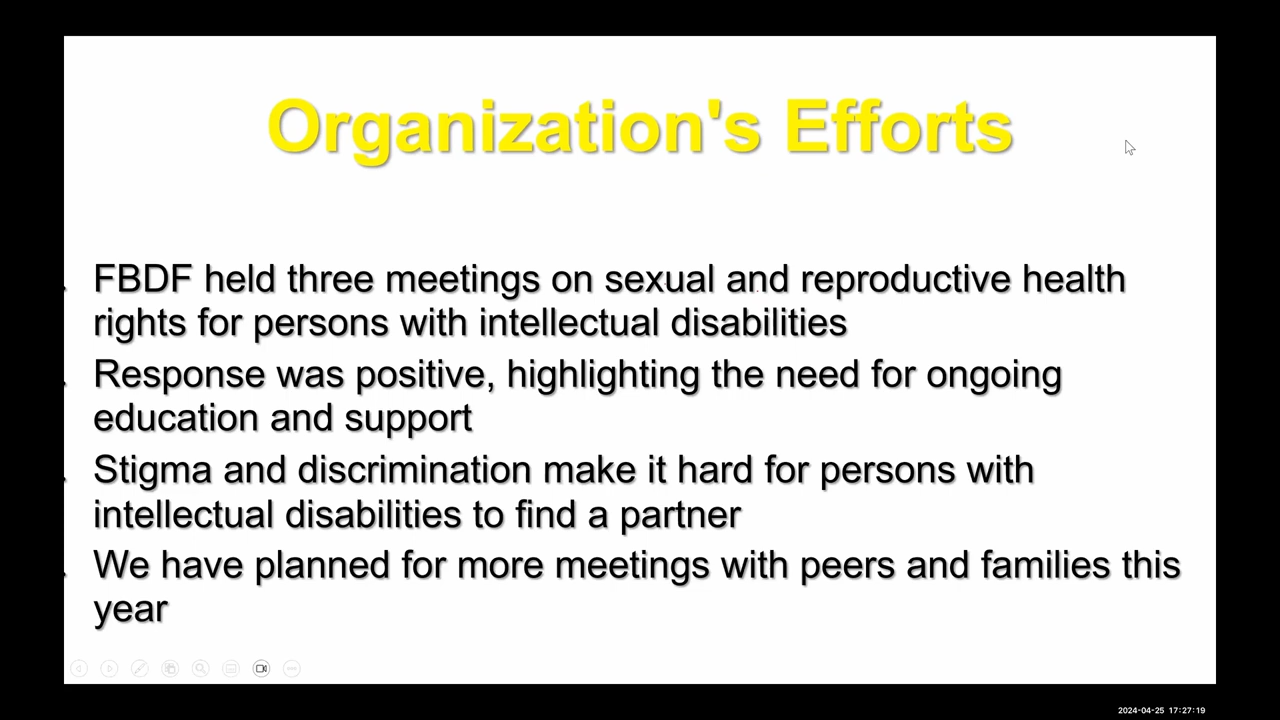 Organization's Efforts
FBDF held three meetings on sexual and reproductive health
rights for persons with intellectual disabilities
Response was positive, highlighting the need for ongoing
education and support
Stigma and discrimination make it hard for persons with
intellectual disabilities to find a partner
We have planned for more meetings with peers and families this
year
2024-04-25 17:27:19